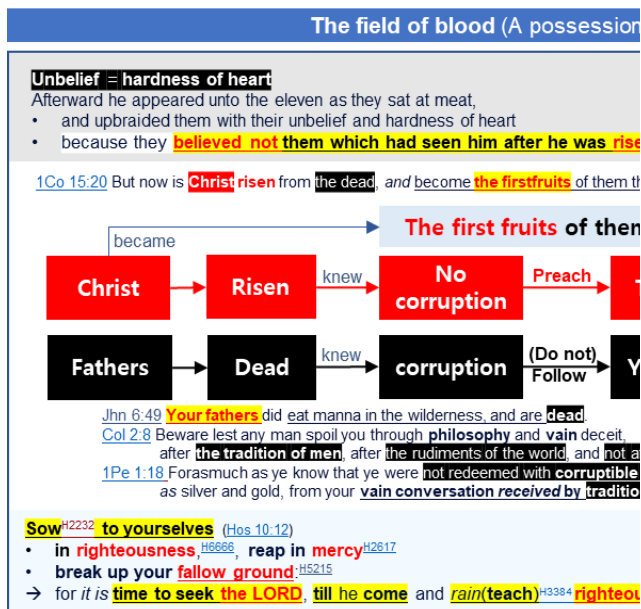 The field of blood (A possession
Unbelief = hardness of heart
Afterward he appeared unto the eleven as they sat at meat,
• and upbraided them with their unbelief and hardness of heart
• because they believed not them which had seen him after he was rise
1Co 15:20 But now is Christ risen from the dead, and become the firstfruits of them th
The first fruits of them
became
Christ
Risen
knew
No corruption
Preach
T
Fathers
Dead
knew
corruption
(Do not) Follow
Y
Jhn 6:49 Your fathers did eat manna in the wilderness, and are dead.
Col 2:8 Beware lest any man spoil you through philosophy and vain deceit,
after the tradition of men, after the rudiments of the world, and not a
1Pe 1:18 Forasmuch as ye know that ye were not redeemed with corruptible
as silver and gold, from your vain conversation received by tradition
Sow H2232 to yourselves (Hos 10:12)
• in righteousness,H6666, reap in mercy H2617
• break up your fallow ground:H5215
→ for it is time to seek the LORD, till he come and rain(teach)H3384 righteou